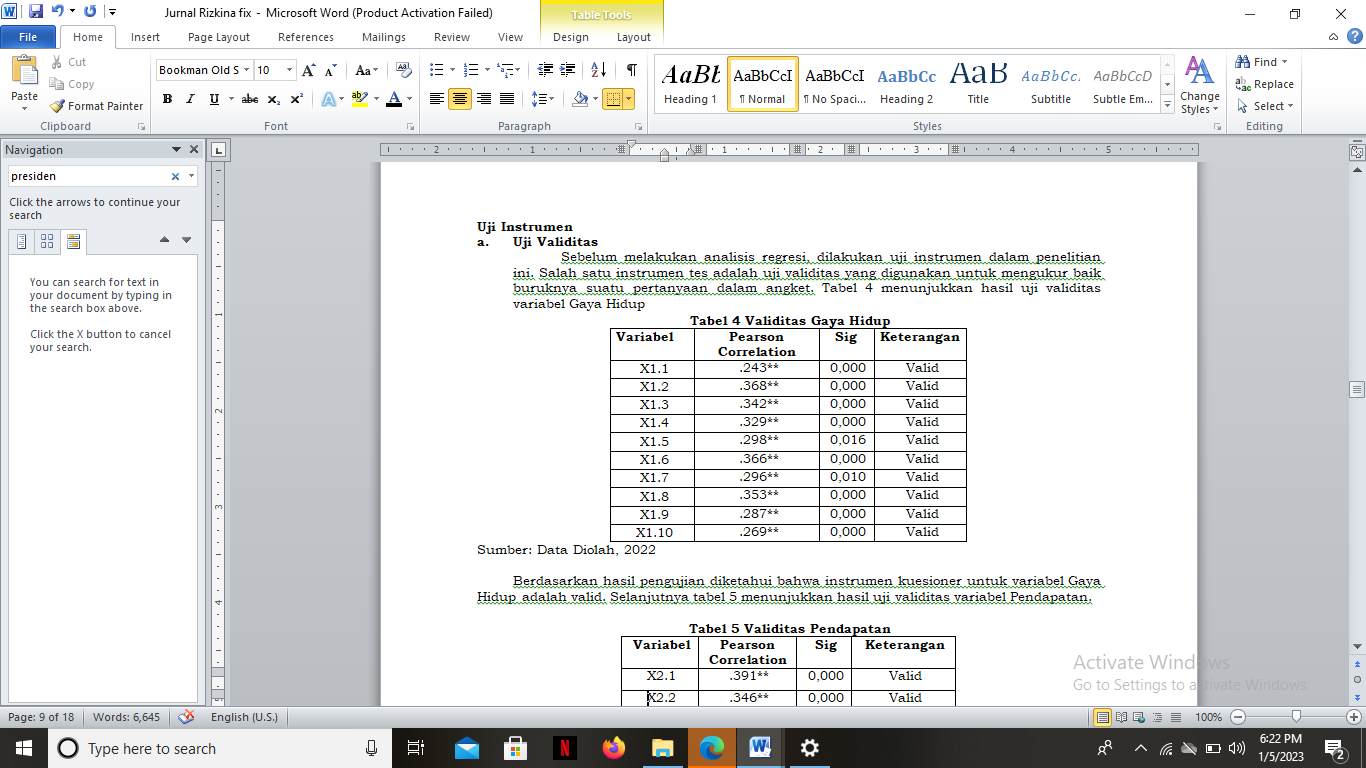 Jurnal Rizkina fix - Microsoft Word (Product Activation Failed)
Table Tools
File Home Insert Page Layout References Mailings Review View Design Layout
Cut
Copy
Format Painter
Paste
Clipboard
Bookman Old S 10
Font
Paragraph
AaBb AaBbCcI AaBbCcI AaBbCc AaB AaBbCc. AaBbCcD
Heading 1 ¶ Normal ¶ No Spaci... Heading 2 Title Subtitle Subtle Em...
Change Styles
Styles
Find
Replace
Select
Editing
Navigation
presiden
Click the arrows to continue your
search
You can search for text in
your document by typing in
the search box above.
Click the X button to cancel
your search.
Uji Instrumen
a. Uji Validitas
Sebelum melakukan analisis regresi, dilakukan uji instrumen dalam penelitian
ini. Salah satu instrumen tes adalah uji validitas yang digunakan untuk mengukur baik
buruknya suatu pertanyaan dalam angket. Tabel 4 menunjukkan hasil uji validitas
variabel Gaya Hidup
Tabel 4 Validitas Gaya Hidup
Variabel Pearson Correlation Sig Keterangan
X1.1 .243** 0,000 Valid
X1.2 .368** 0,000 Valid
X1.3 .342** 0,000 Valid
X1.4 .329** 0,000 Valid
X1.5 .298** 0,016 Valid
X1.6 .366** 0,000 Valid
X1.7 .296** 0,010 Valid
X1.8 .353** 0,000 Valid
X1.9 .287** 0,000 Valid
X1.10 .269** 0,000 Valid
Sumber: Data Diolah, 2022
Berdasarkan hasil pengujian diketahui bahwa instrumen kuesioner untuk variabel Gaya
Hidup adalah valid. Selanjutnya tabel 5 menunjukkan hasil uji validitas variabel Pendapatan.
Tabel 5 Validitas Pendapatan
Variabel Pearson Correlation Sig Keterangan
X2.1 .391** 0,000 Valid
X2.2 .346** 0,000 Valid
Activate Windows
Go to Settings to activate Windows.
Page: 9 of 18 Words: 6,645 English (U.S.) 100%
Type here to search
6:22 PM
1/5/2023
2